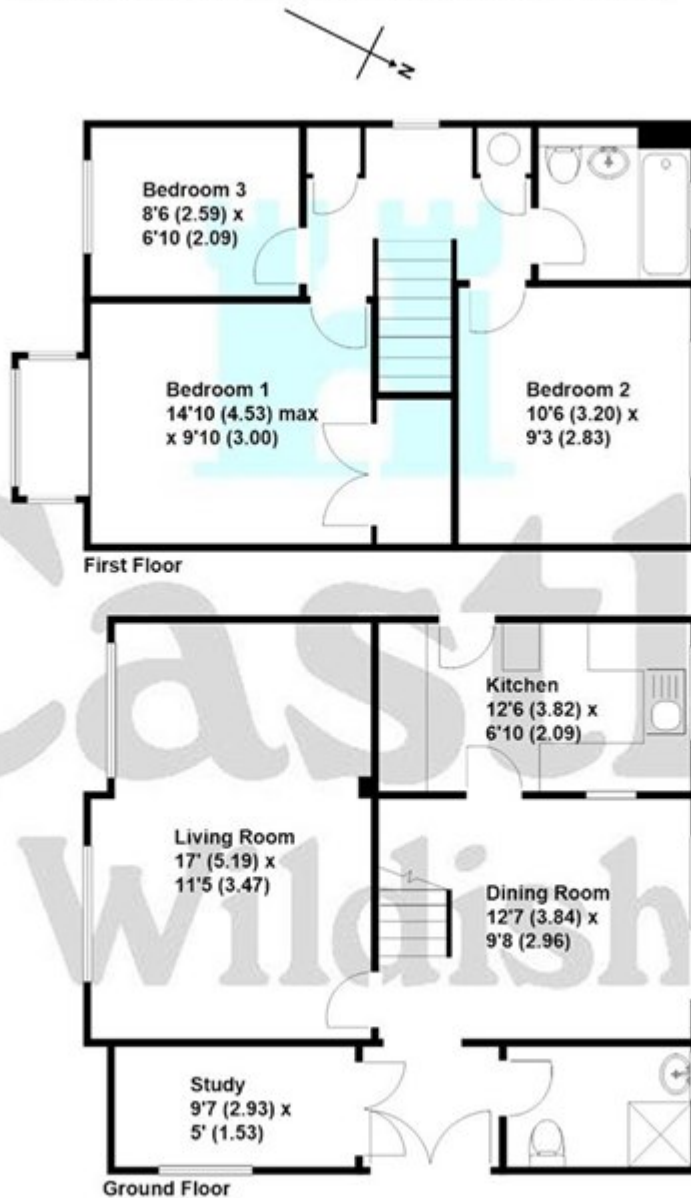 N
Bedroom 3
8'6 (2.59) x
6'10 (2.09)
Bedroom 1
14'10 (4.53) max
x 9'10 (3.00)
Bedroom 2
10'6 (3.20) x
9'3 (2.83)
First Floor
Castl
Kitchen
12'6 (3.82) x
6'10 (2.09)
Living Room
17' (5.19) x
11'5 (3.47)
Wildish
Dining Room
12'7 (3.84) x
9'8 (2.96)
Study
9'7 (2.93) x
5' (1.53)
Ground Floor